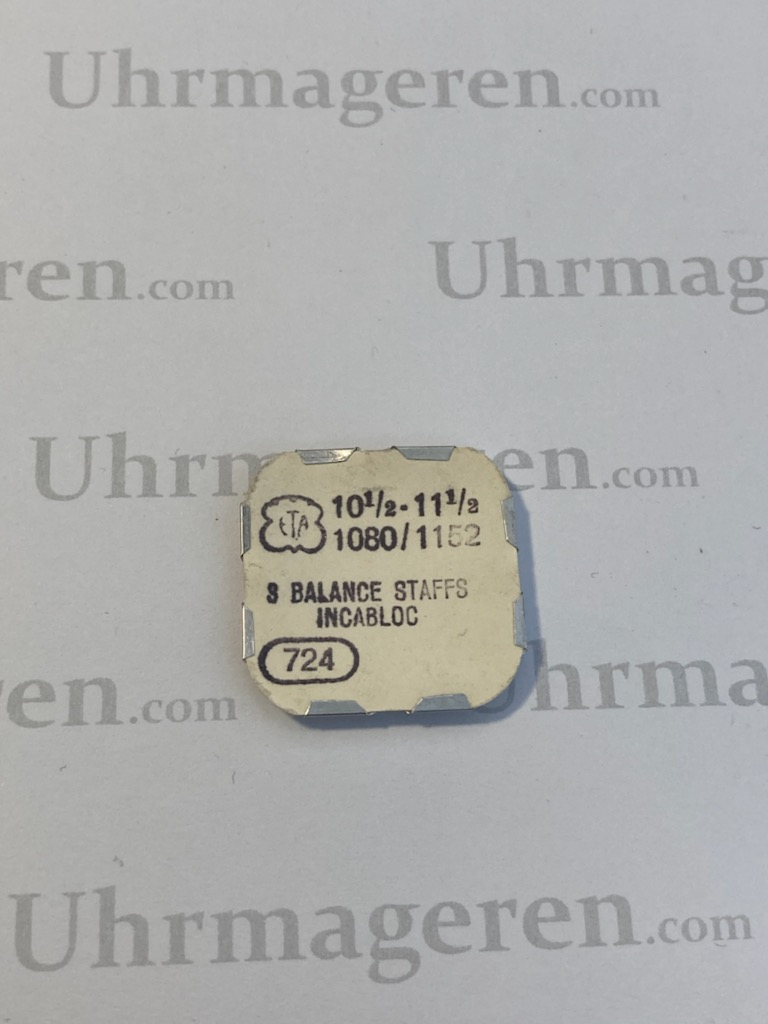 Uhrmageren.com
ren.com
Uhrmag
Uhrm
en.com
ETA
10½-11½
1080/1152
3 BALANCE STAFFS
INCABLOC
724
en.com
Uhrma
Uhrmageren.com